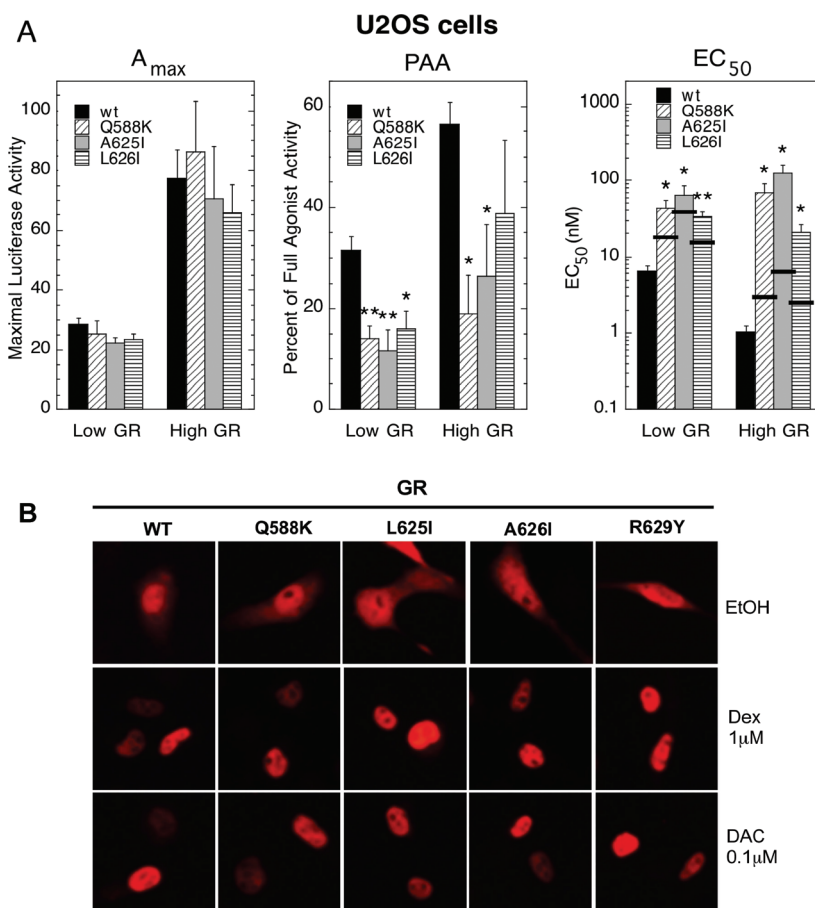 A
U2OS cells
Amax
Maximal Luciferase Activity
100
80
60
40
20
0
wt
Q588K
A625I
L626I
Low GR
High GR
PAA
Percent of Full Agonist Activity
60
40
20
0
wt
Q588K
A625I
L626I
**
**
*
*
*
Low GR
High GR
EC50
EC50 (nM)
1000
100
10
1
0.1
wt
Q588K
A625I
L626I
*
*
**
*
*
*
Low GR
High GR
B
GR
WT
Q588K
L625I
A626I
R629Y
EtOH
Dex
1μM
DAC
0.1μM